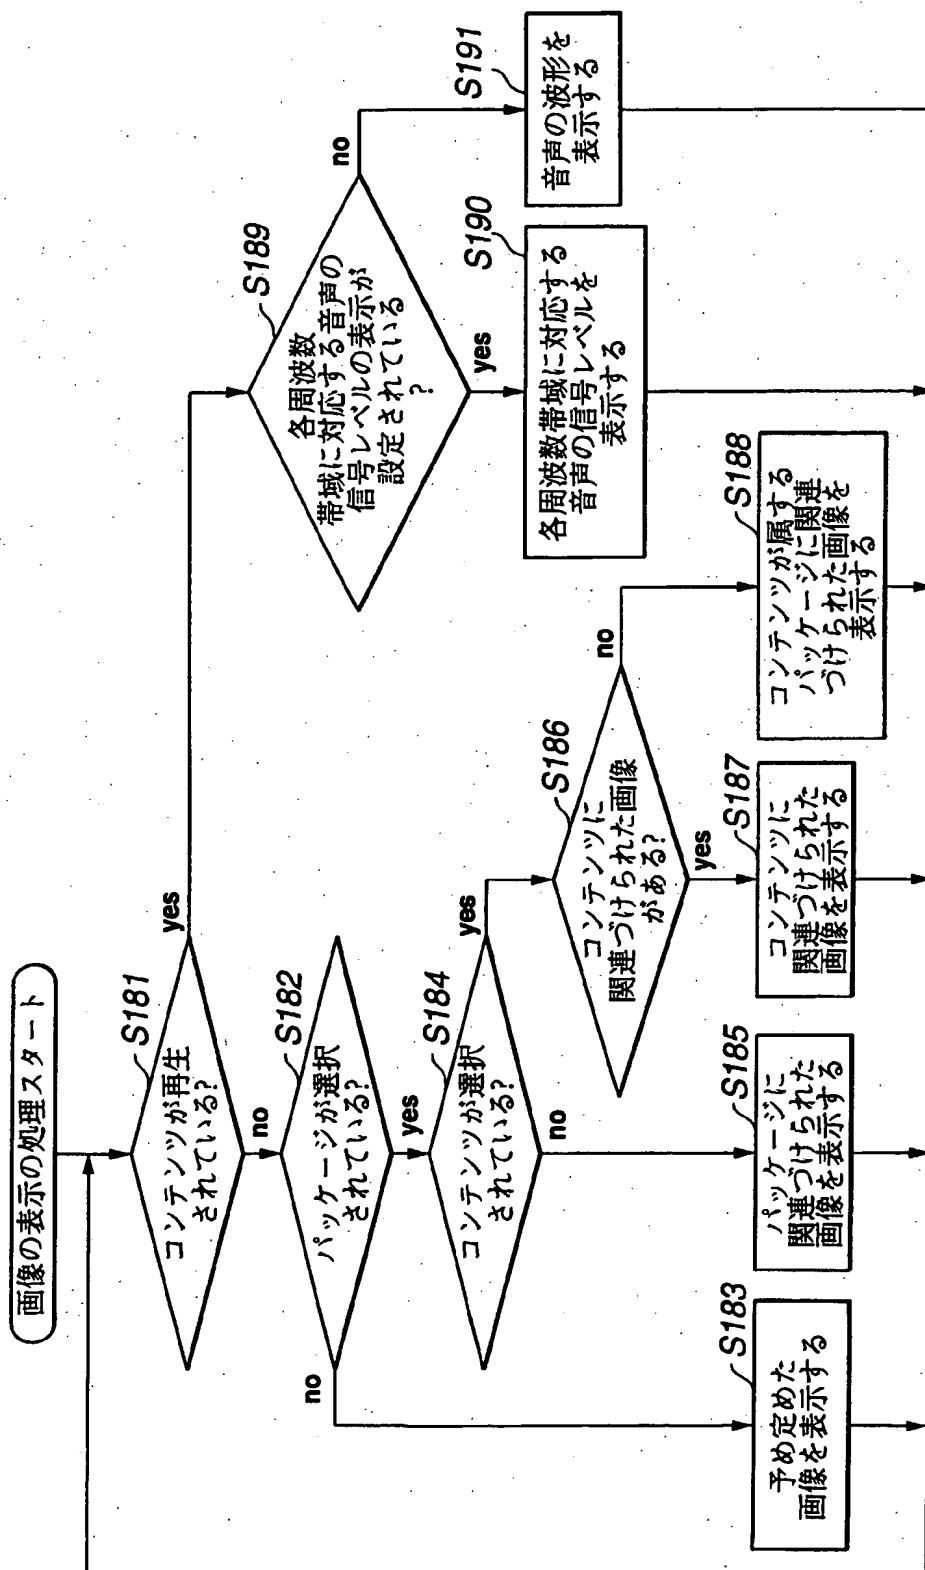 画像の表示の処理スタート
S181
コンテンツが再生
されている?
yes
no
S182
パッケージが選択
されている?
no
yes
S184
コンテンツが選択
されている?
yes
no
S183
予め定めた
画像を表示する
S185
パッケージに
関連づけられた
画像を表示する
S186
コンテンツに
関連づけられた画像
がある?
no
yes
S187
コンテンツに
関連づけられた
画像を表示する
S188
コンテンツが属する
パッケージに関連
づけられた画像を
表示する
S189
各周波数
帯域に対応する音声の
信号レベルの表示が
設定されている
?
no
yes
S190
各周波数帯域に対応する
音声の信号レベルを
表示する
S191
音声の波形を
表示する